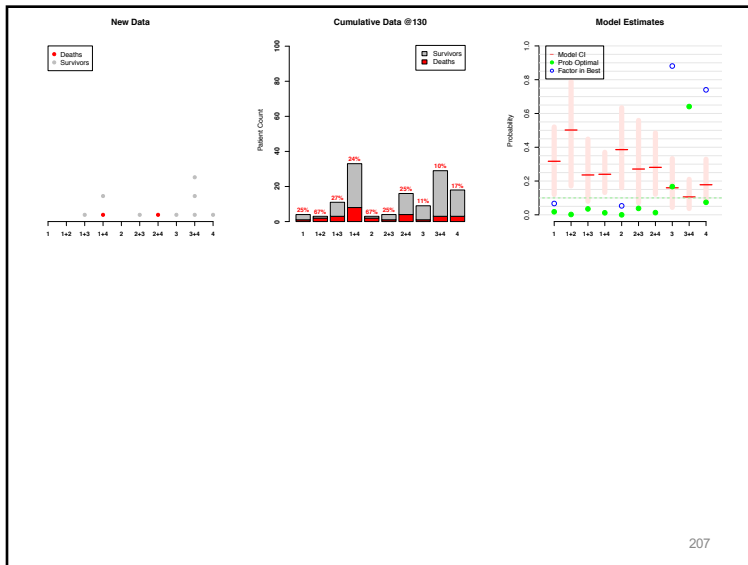 New Data
Deaths
Survivors
1 1+2 1+3 1+4 2 2+3 2+4 3 3+4 4
Cumulative Data @130
Patient Count
100
80
60
40
20
0
Survivors
Deaths
25% 67% 27% 24% 67% 25% 25% 11% 10% 17%
1 1+2 1+3 1+4 2 2+3 2+4 3 3+4 4
Model Estimates
Probability
1.0
0.8
0.6
0.4
0.2
0.0
Model CI
Prob Optimal
Factor in Best
1 1+2 1+3 1+4 2 2+3 2+4 3 3+4 4
207